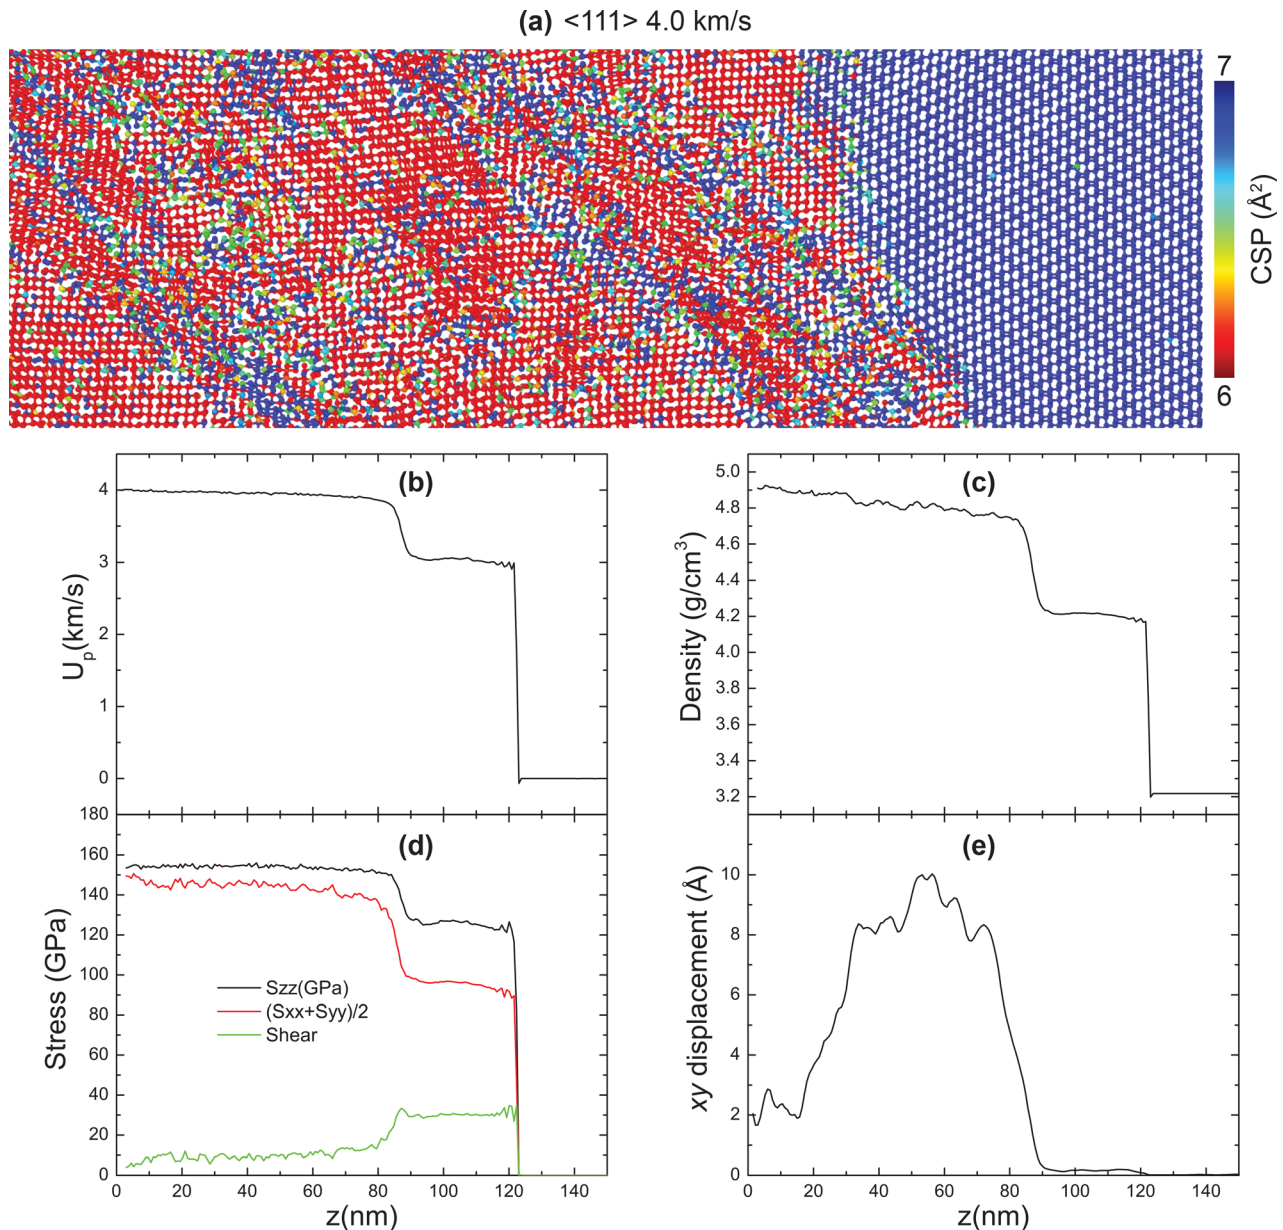 (a) <111> 4.0 km/s
7
CSP (Å²)
6
(b)
4
3
2
1
0
U_p(km/s)
(c)
5.0
4.8
4.6
4.4
4.2
4.0
3.8
3.6
3.4
3.2
Density (g/cm³)
(d)
180
160
140
120
100
80
60
40
20
0
Stress (GPa)
Szz(GPa)
(Sxx+Syy)/2
Shear
0 20 40 60 80 100 120 140
z(nm)
(e)
10
8
6
4
2
0
xy displacement (Å)
0 20 40 60 80 100 120 140
z(nm)